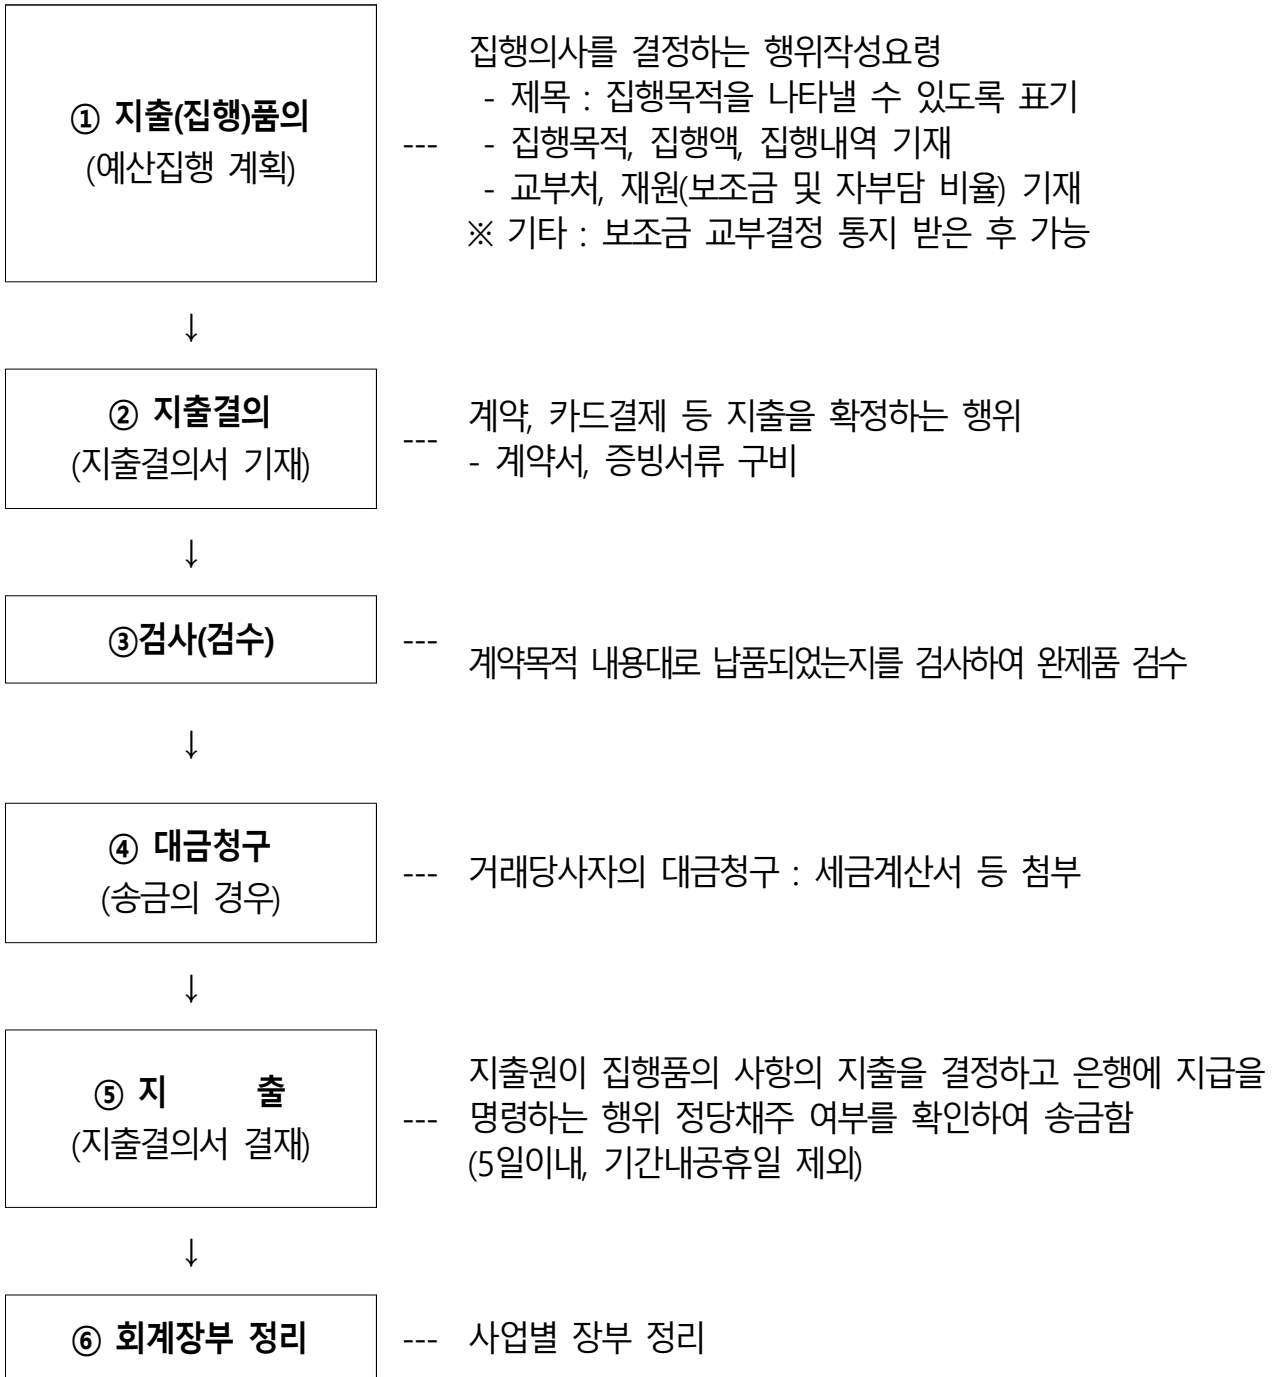 ① 지출(집행)품의
(예산집행 계획)
---
집행의사를 결정하는 행위작성요령
- 제목 : 집행목적을 나타낼 수 있도록 표기
- 집행목적, 집행액, 집행내역 기재
- 교부처, 재원(보조금 및 자부담 비율) 기재
※ 기타 : 보조금 교부결정 통지 받은 후 가능
↓
② 지출결의
(지출결의서 기재)
---
계약, 카드결제 등 지출을 확정하는 행위
- 계약서, 증빙서류 구비
↓
③검사(검수)
---
계약목적 내용대로 납품되었는지를 검사하여 완제품 검수
↓
④ 대금청구
(송금의 경우)
---
거래당사자의 대금청구 : 세금계산서 등 첨부
↓
⑤ 지 출
(지출결의서 결재)
---
지출원이 집행품의 사항의 지출을 결정하고 은행에 지급을
명령하는 행위 정당채주 여부를 확인하여 송금함
(5일이내, 기간내공휴일 제외)
↓
⑥ 회계장부 정리
---
사업별 장부 정리